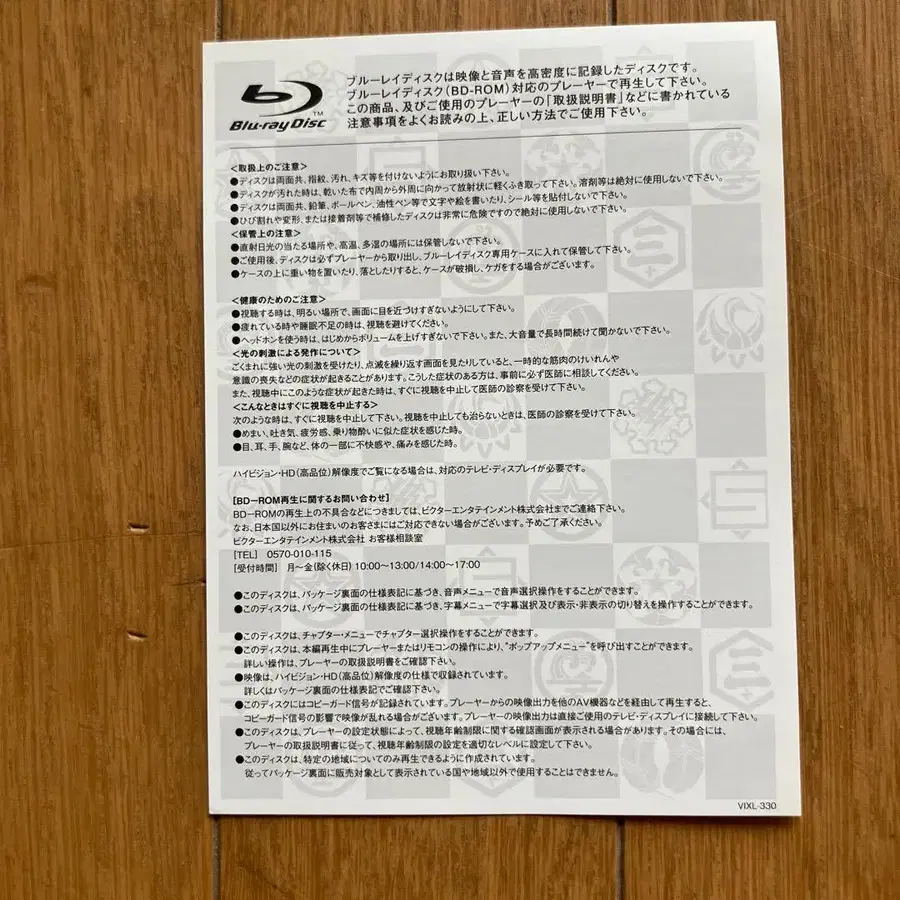 Blu-ray Disc TM
ブルーレイディスクは映像と音声を高密度に記録したディスクです。
ブルーレイディスク(BD-ROM)対応のプレーヤーで再生して下さい。
この商品、及びご使用のプレーヤーの「取扱説明書」などに書かれている
注意事項をよくお読みの上、正しい方法でご使用下さい。
<取扱上のご注意>
●ディスクは両面共、指紋、汚れ、キズ等を付けないようにお取り扱い下さい。
●ディスクが汚れた時は、乾いた布で内周から外周に向かって放射状に軽くふき取って下さい。溶剤等は絶対に使用しないで下さい。
●ディスクは両面共、鉛筆、ボールペン、油性ペン等で文字や絵を書いたり、シール等を貼付しないで下さい。
●ひび割れや変形、または接着剤等で補修したディスクは非常に危険ですので絶対に使用しないで下さい。
<保管上の注意>
●直射日光の当たる場所や、高温、多湿の場所には保管しないで下さい。
●ご使用後、ディスクは必ずプレーヤーから取り出し、ブルーレイディスク専用ケースに入れて保管して下さい。
●ケースの上に重い物を置いたり、落としたりすると、ケースが破損し、ケガをする場合がございます。
<健康のためのご注意>
●視聴する時は、明るい場所で、画面に目を近づけすぎないようにして下さい。
●疲れている時や睡眠不足の時は、視聴を避けてください。
●ヘッドホンを使う時は、はじめからボリュームを上げすぎないで下さい。また、大音量で長時間続けて聞かないで下さい。
<光の刺激による発作について>
ごくまれに強い光の刺激を受けたり、点滅を繰り返す画面を見たりしていると、一時的な筋肉のけいれんや
意識の喪失などの症状が起きることがあります。こうした症状のある方は、事前に必ず医師に相談してください。
また、視聴中にこのような症状が起きた時は、すぐに視聴を中止して医師の診察を受けて下さい。
<こんなときはすぐに視聴を中止する>
次のような時は、すぐに視聴を中止して下さい。視聴を中止しても治らないときは、医師の診察を受けて下さい。
●めまい、吐き気、疲労感、乗り物酔いに似た症状を感じた時。
●目、耳、手、腕など、体の一部に不快感や、痛みを感じた時。
ハイビジョン・HD(高品位)解像度でご覧になる場合は、対応のテレビ・ディスプレイが必要です。
[BD-ROM再生に関するお問い合わせ]
BD-ROMの再生上の不具合などにつきましては、ビクターエンタテインメント株式会社までご連絡下さい。
なお、日本国以外にお住まいのお客さまにはご対応できない場合がございます。予めご了承ください。
ビクターエンタテインメント株式会社 お客様相談室
[TEL] 0570-010-115
[受付時間] 月〜金(除く休日) 10:00〜13:00/14:00〜17:00
●このディスクは、パッケージ裏面の仕様表記に基づき、音声メニューで音声選択操作をすることができます。
●このディスクは、パッケージ裏面の仕様表記に基づき、字幕メニューで字幕選択及び表示・非表示の切り替えを操作することができます。
●このディスクは、チャプター・メニューでチャプター選択操作をすることができます。
●このディスクは、本編再生中にプレーヤーまたはリモコンの操作により、"ポップアップメニュー"を呼び出すことができます。
詳しい操作は、プレーヤーの取扱説明書をご確認下さい。
●映像は、ハイビジョン・HD(高品位)解像度の仕様で収録されています。
詳しくはパッケージ裏面の仕様表記でご確認下さい。
●このディスクにはコピーガード信号が記録されています。プレーヤーからの映像出力を他のAV機器などを経由して再生すると、
コピーガード信号の影響で映像が乱れる場合がございます。プレーヤーの映像出力は直接ご使用のテレビ・ディスプレイに接続して下さい。
●このディスクは、プレーヤーの設定状態によって、視聴年齢制限に関する確認画面が表示される場合があります。その場合には、
プレーヤーの取扱説明書に従って、視聴年齢制限の設定を適切なレベルに設定して下さい。
●このディスクは、特定の地域についてのみ再生できるように作成されています。
従ってパッケージ裏面に販売対象として表示されている国や地域以外で使用することはできません。
VIXL-330